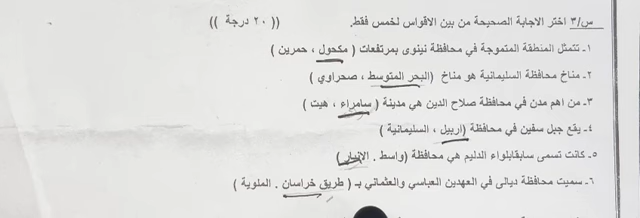 س/٣ اختر الاجابة الصحيحة من بين الاقواس لخمس فقط. (( ٢٠ درجة ))
١- تتمثل المنطقة المتموجة في محافظة نينوى بمرتفعات ( مكحول ، حمرين )
٢- مناخ محافظة السليمانية هو مناخ (البحر المتوسط ، صحراوي )
٣- من اهم مدن في محافظة صلاح الدين هي مدينة ( سامراء ، هيت )
٤- يقع جبل سفين في محافظة (اربيل ، السليمانية )
٥- كانت تسمى سابقابلواء الدليم هي محافظة (واسط . الانبار)
٦- سميت محافظة ديالى في العهدين العباسي والعثماني بـ ( طريق خراسان . الملوية )